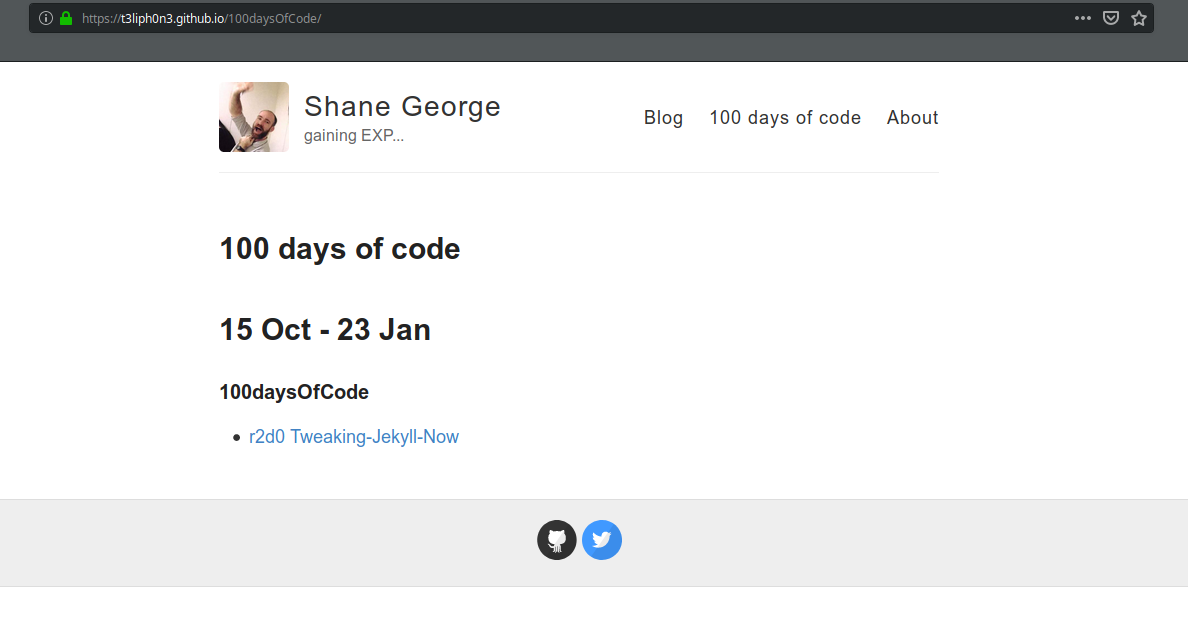 https://t3liph0n3.github.io/100daysOfCode/
Shane George
gaining EXP...
Blog 100 days of code About
100 days of code
15 Oct - 23 Jan
100daysOfCode
r2d0 Tweaking-Jekyll-Now